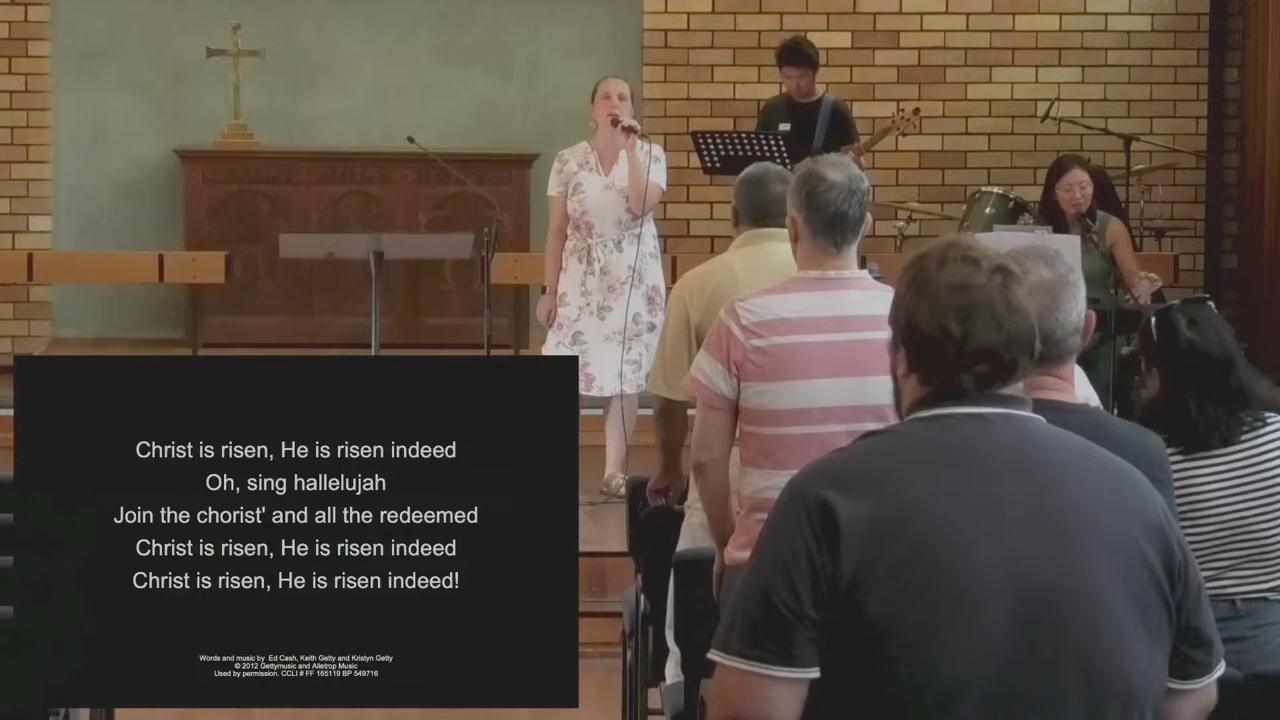 Christ is risen, He is risen indeed
Oh, sing hallelujah
Join the chorist' and all the redeemed
Christ is risen, He is risen indeed
Christ is risen, He is risen indeed!
Words and music by Ed Cash, Keith Getty and Kristyn Getty
© 2012 Gettymusic and Alletrop Music
Used by permission. CCLI # FF 165119 BP 549716